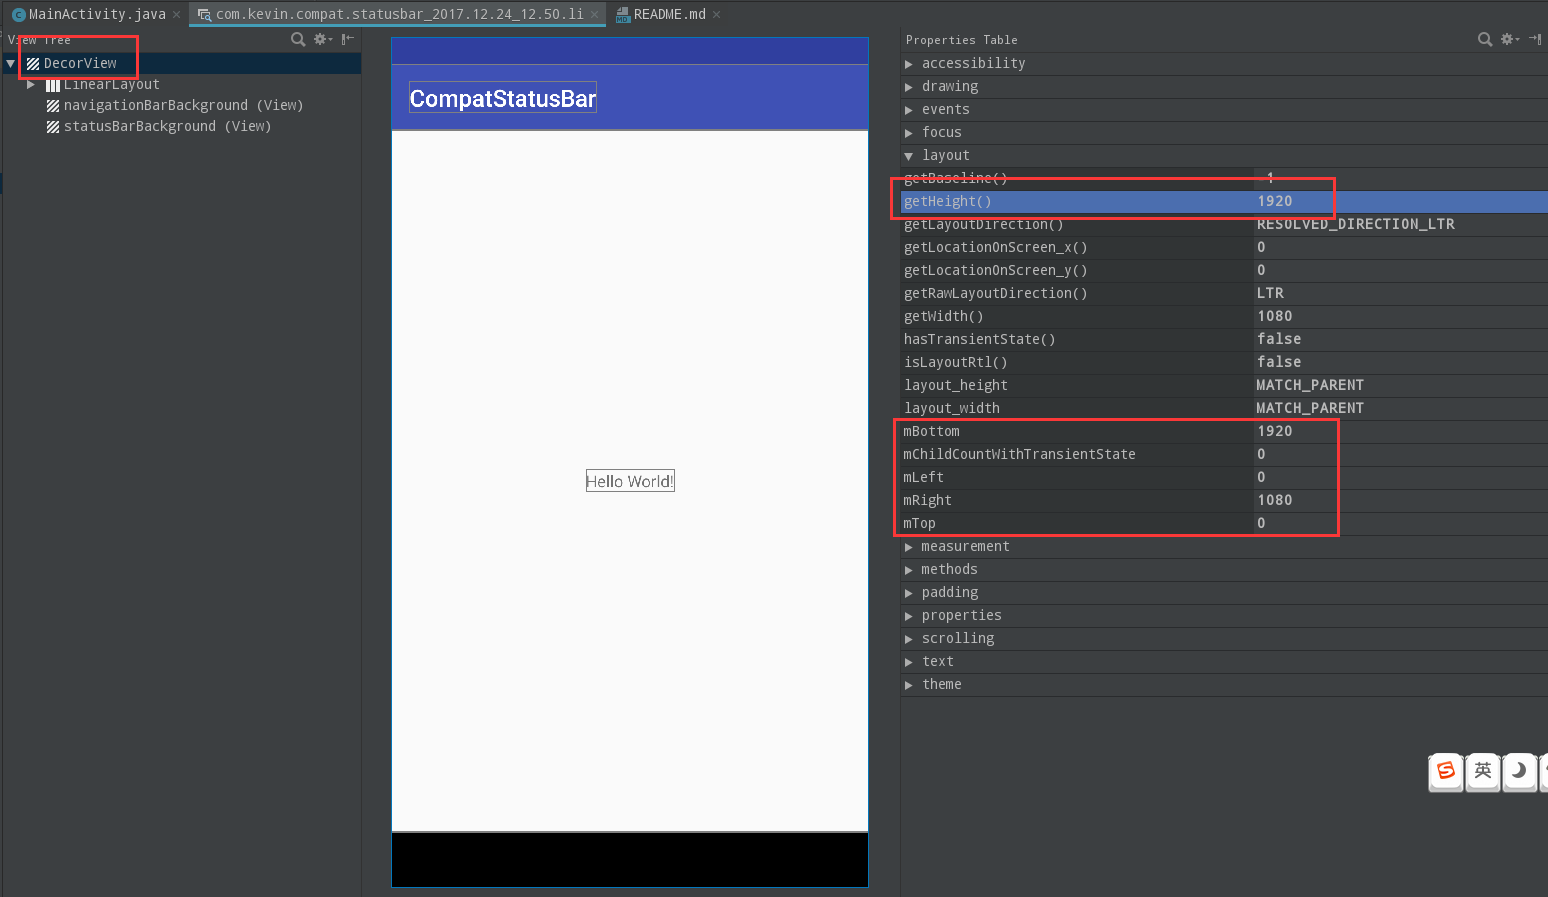 MainActivity.java
com.kevin.compat.statusbar_2017.12.24_12.50.li
README.md
View Tree
DecorView
LinearLayout
navigationBarBackground (View)
statusBarBackground (View)
CompatStatusBar
Hello World!
Properties Table
accessibility
drawing
events
focus
layout
getBaseline() -1
getHeight() 1920
getLayoutDirection() RESOLVED_DIRECTION_LTR
getLocationOnScreen_x() 0
getLocationOnScreen_y() 0
getRawLayoutDirection() LTR
getWidth() 1080
hasTransientState() false
isLayoutRtl() false
layout_height MATCH_PARENT
layout_width MATCH_PARENT
mBottom 1920
mChildCountWithTransientState 0
mLeft 0
mRight 1080
mTop 0
measurement
methods
padding
properties
scrolling
text
theme
英